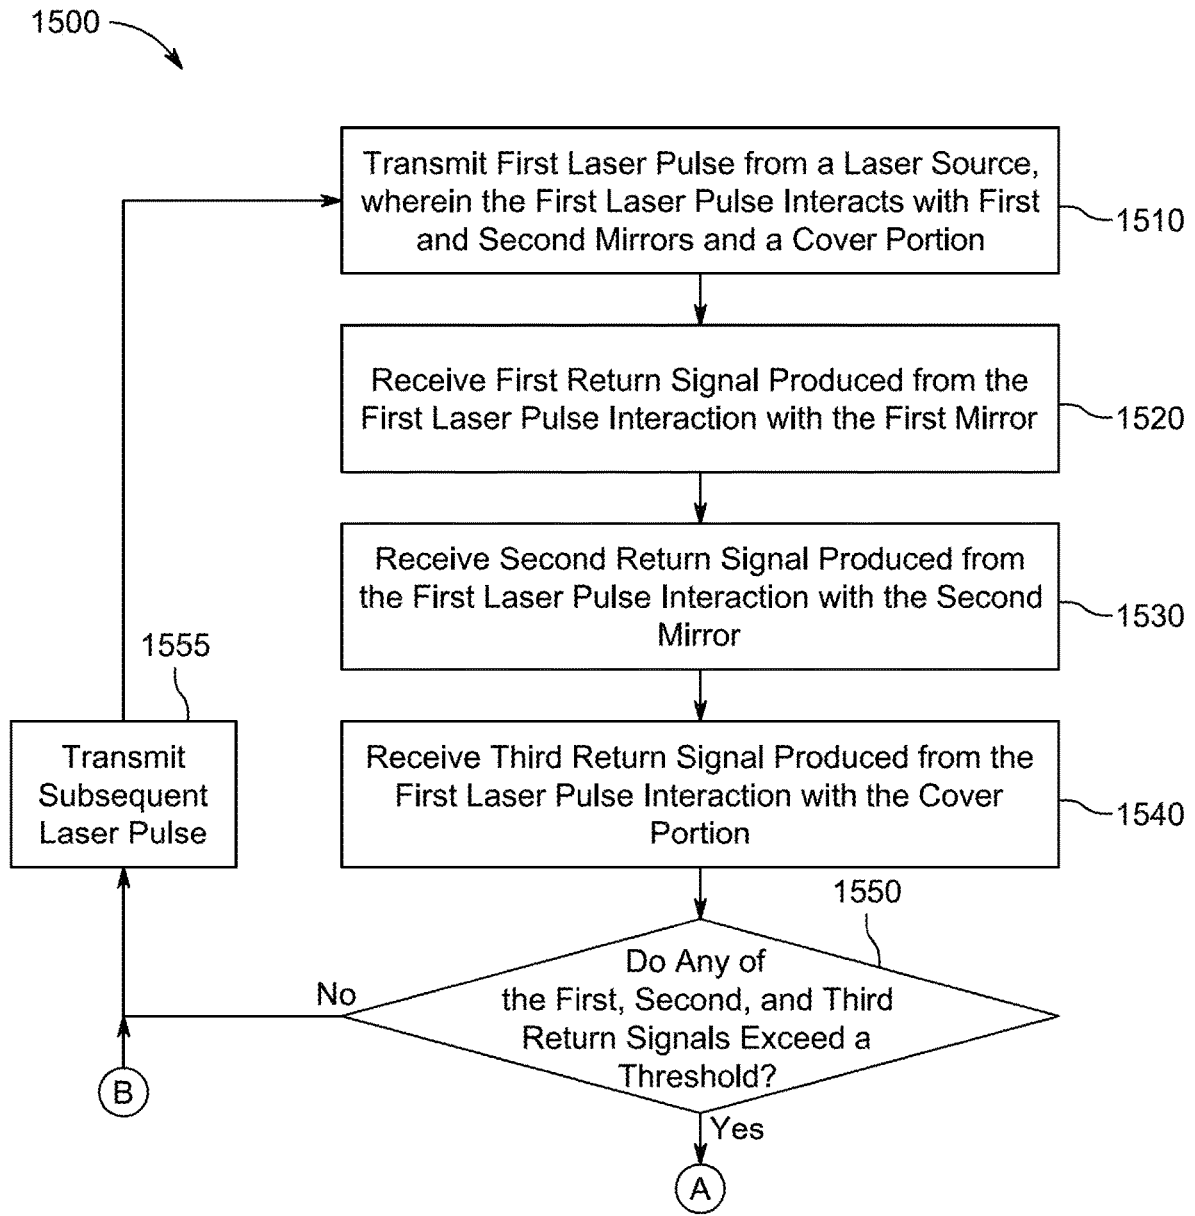 1500
Transmit First Laser Pulse from a Laser Source,
wherein the First Laser Pulse Interacts with First
and Second Mirrors and a Cover Portion
1510
Receive First Return Signal Produced from the
First Laser Pulse Interaction with the First Mirror
1520
Receive Second Return Signal Produced from
the First Laser Pulse Interaction with the Second
Mirror
1530
1555
Transmit
Subsequent
Laser Pulse
Receive Third Return Signal Produced from the
First Laser Pulse Interaction with the Cover
Portion
1540
1550
Do Any of
the First, Second, and Third
Return Signals Exceed a
Threshold?
No
B
Yes
A